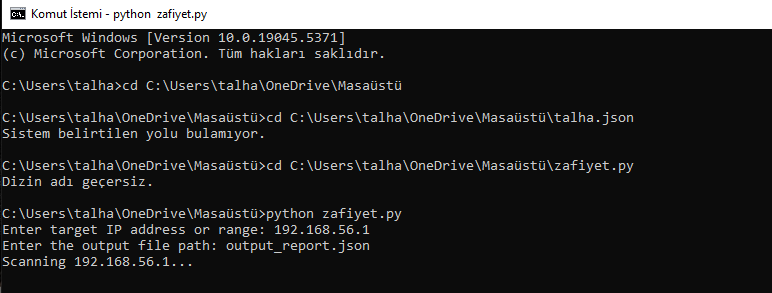 Komut İstemi - python  zafiyet.py
Microsoft Windows [Version 10.0.19045.5371]
(c) Microsoft Corporation. Tüm hakları saklıdır.
C:\Users\talha>cd C:\Users\talha\OneDrive\Masaüstü
C:\Users\talha\OneDrive\Masaüstü>cd C:\Users\talha\OneDrive\Masaüstü\talha.json
Sistem belirtilen yolu bulamıyor.
C:\Users\talha\OneDrive\Masaüstü>cd C:\Users\talha\OneDrive\Masaüstü\zafiyet.py
Dizin adı geçersiz.
C:\Users\talha\OneDrive\Masaüstü>python zafiyet.py
Enter target IP address or range: 192.168.56.1
Enter the output file path: output_report.json
Scanning 192.168.56.1...